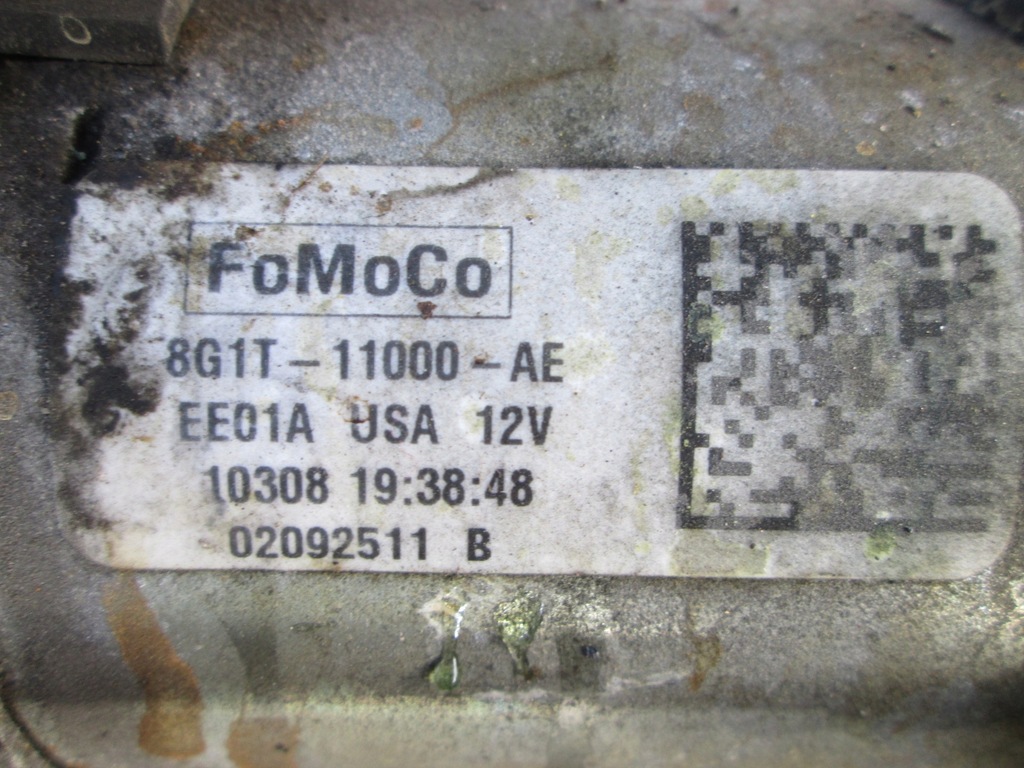 FoMoCo
8G1T-11000-AE
EE01A USA 12V
10308 19:38:48
02092511 B